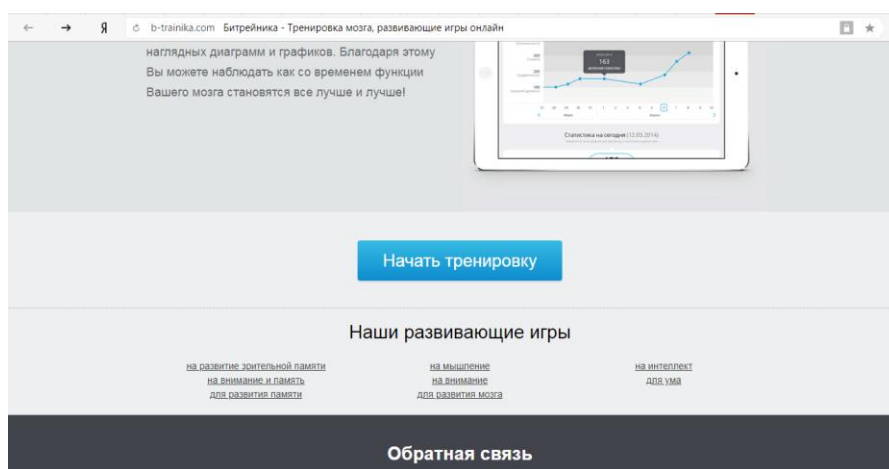 Я
b-trainika.com Битрейника - Тренировка мозга, развивающие игры онлайн
наглядных диаграмм и графиков. Благодаря этому
Вы можете наблюдать как со временем функции
Вашего мозга становятся все лучше и лучше!
163
Статистика на сегодня (12.03.2014)
Начать тренировку
Наши развивающие игры
на развитие зрительной памяти
на внимание и память
для развития памяти
на мышление
на внимание
для развития мозга
на интеллект
для ума
Обратная связь